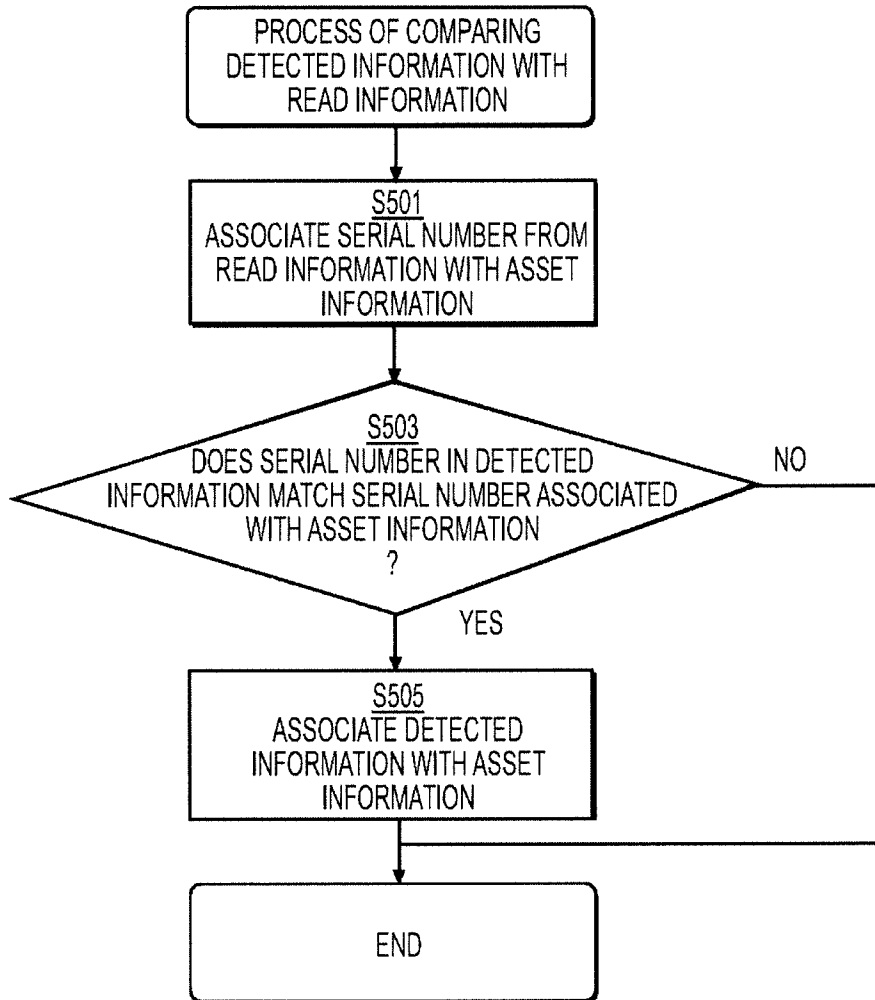 PROCESS OF COMPARING
DETECTED INFORMATION WITH
READ INFORMATION
S501
ASSOCIATE SERIAL NUMBER FROM
READ INFORMATION WITH ASSET
INFORMATION
S503
DOES SERIAL NUMBER IN DETECTED
INFORMATION MATCH SERIAL NUMBER ASSOCIATED
WITH ASSET INFORMATION
?
NO
YES
S505
ASSOCIATE DETECTED
INFORMATION WITH ASSET
INFORMATION
END